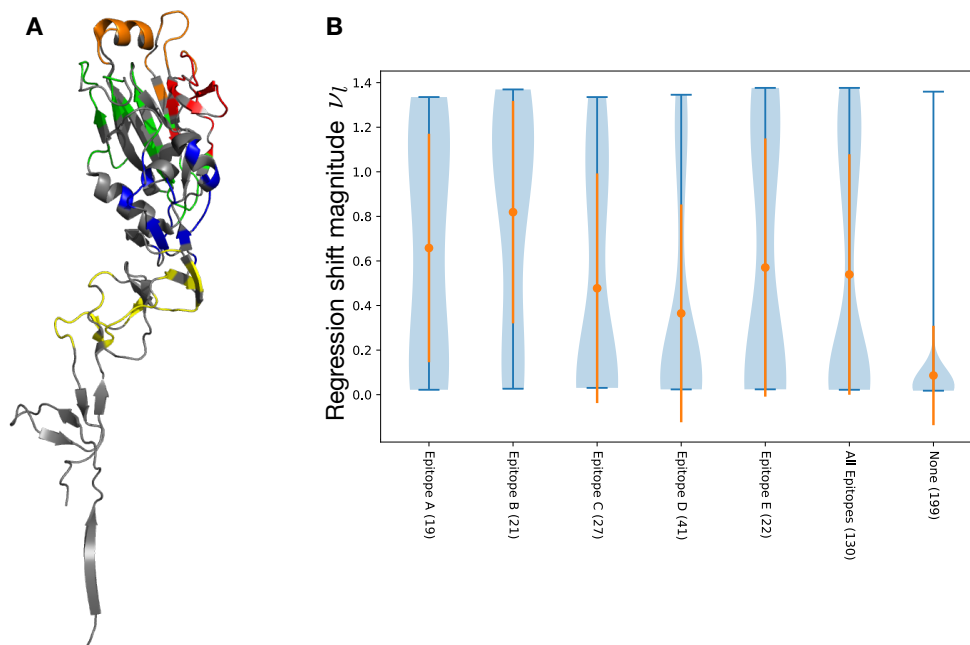 A
B
Regression shift magnitude νl
1.4
1.2
1.0
0.8
0.6
0.4
0.2
0.0
Epitope A (19)
Epitope B (21)
Epitope C (27)
Epitope D (41)
Epitope E (22)
All Epitopes (130)
None (199)